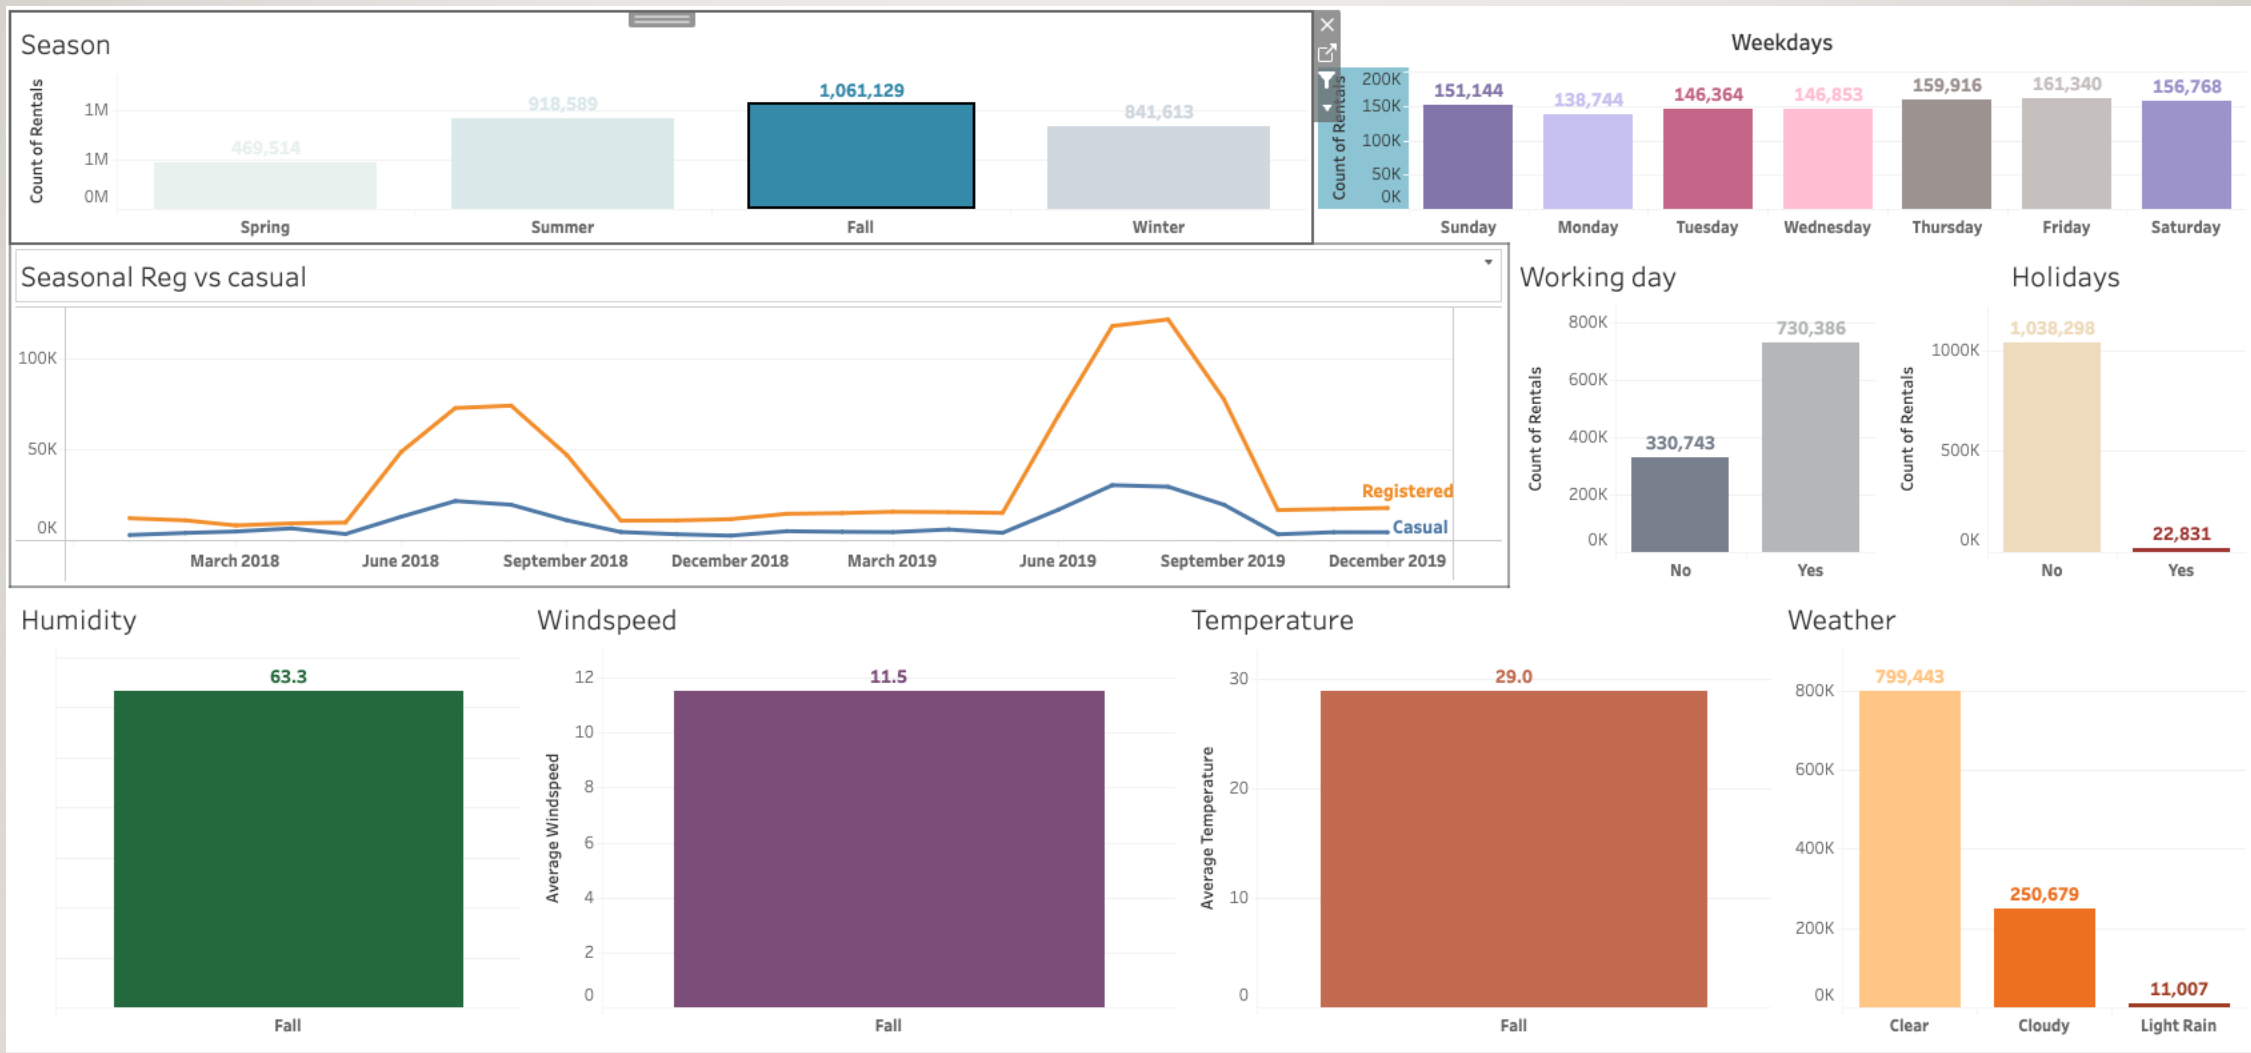 Season
Count of Rentals
1M
1M
0M
469,514
918,589
1,061,129
841,613
Spring
Summer
Fall
Winter
Weekdays
Count of Rentals
200K
150K
100K
50K
0K
151,144
138,744
146,364
146,853
159,916
161,340
156,768
Sunday
Monday
Tuesday
Wednesday
Thursday
Friday
Saturday
Seasonal Reg vs casual
100K
50K
0K
Registered
Casual
March 2018
June 2018
September 2018
December 2018
March 2019
June 2019
September 2019
December 2019
Working day
Count of Rentals
800K
600K
400K
200K
0K
330,743
730,386
No
Yes
Holidays
Count of Rentals
1000K
500K
0K
1,038,298
22,831
No
Yes
Humidity
63.3
Fall
Windspeed
Average Windspeed
12
10
8
6
4
2
0
11.5
Fall
Temperature
Average Temperature
30
20
10
0
29.0
Fall
Weather
800K
600K
400K
200K
0K
799,443
250,679
11,007
Clear
Cloudy
Light Rain